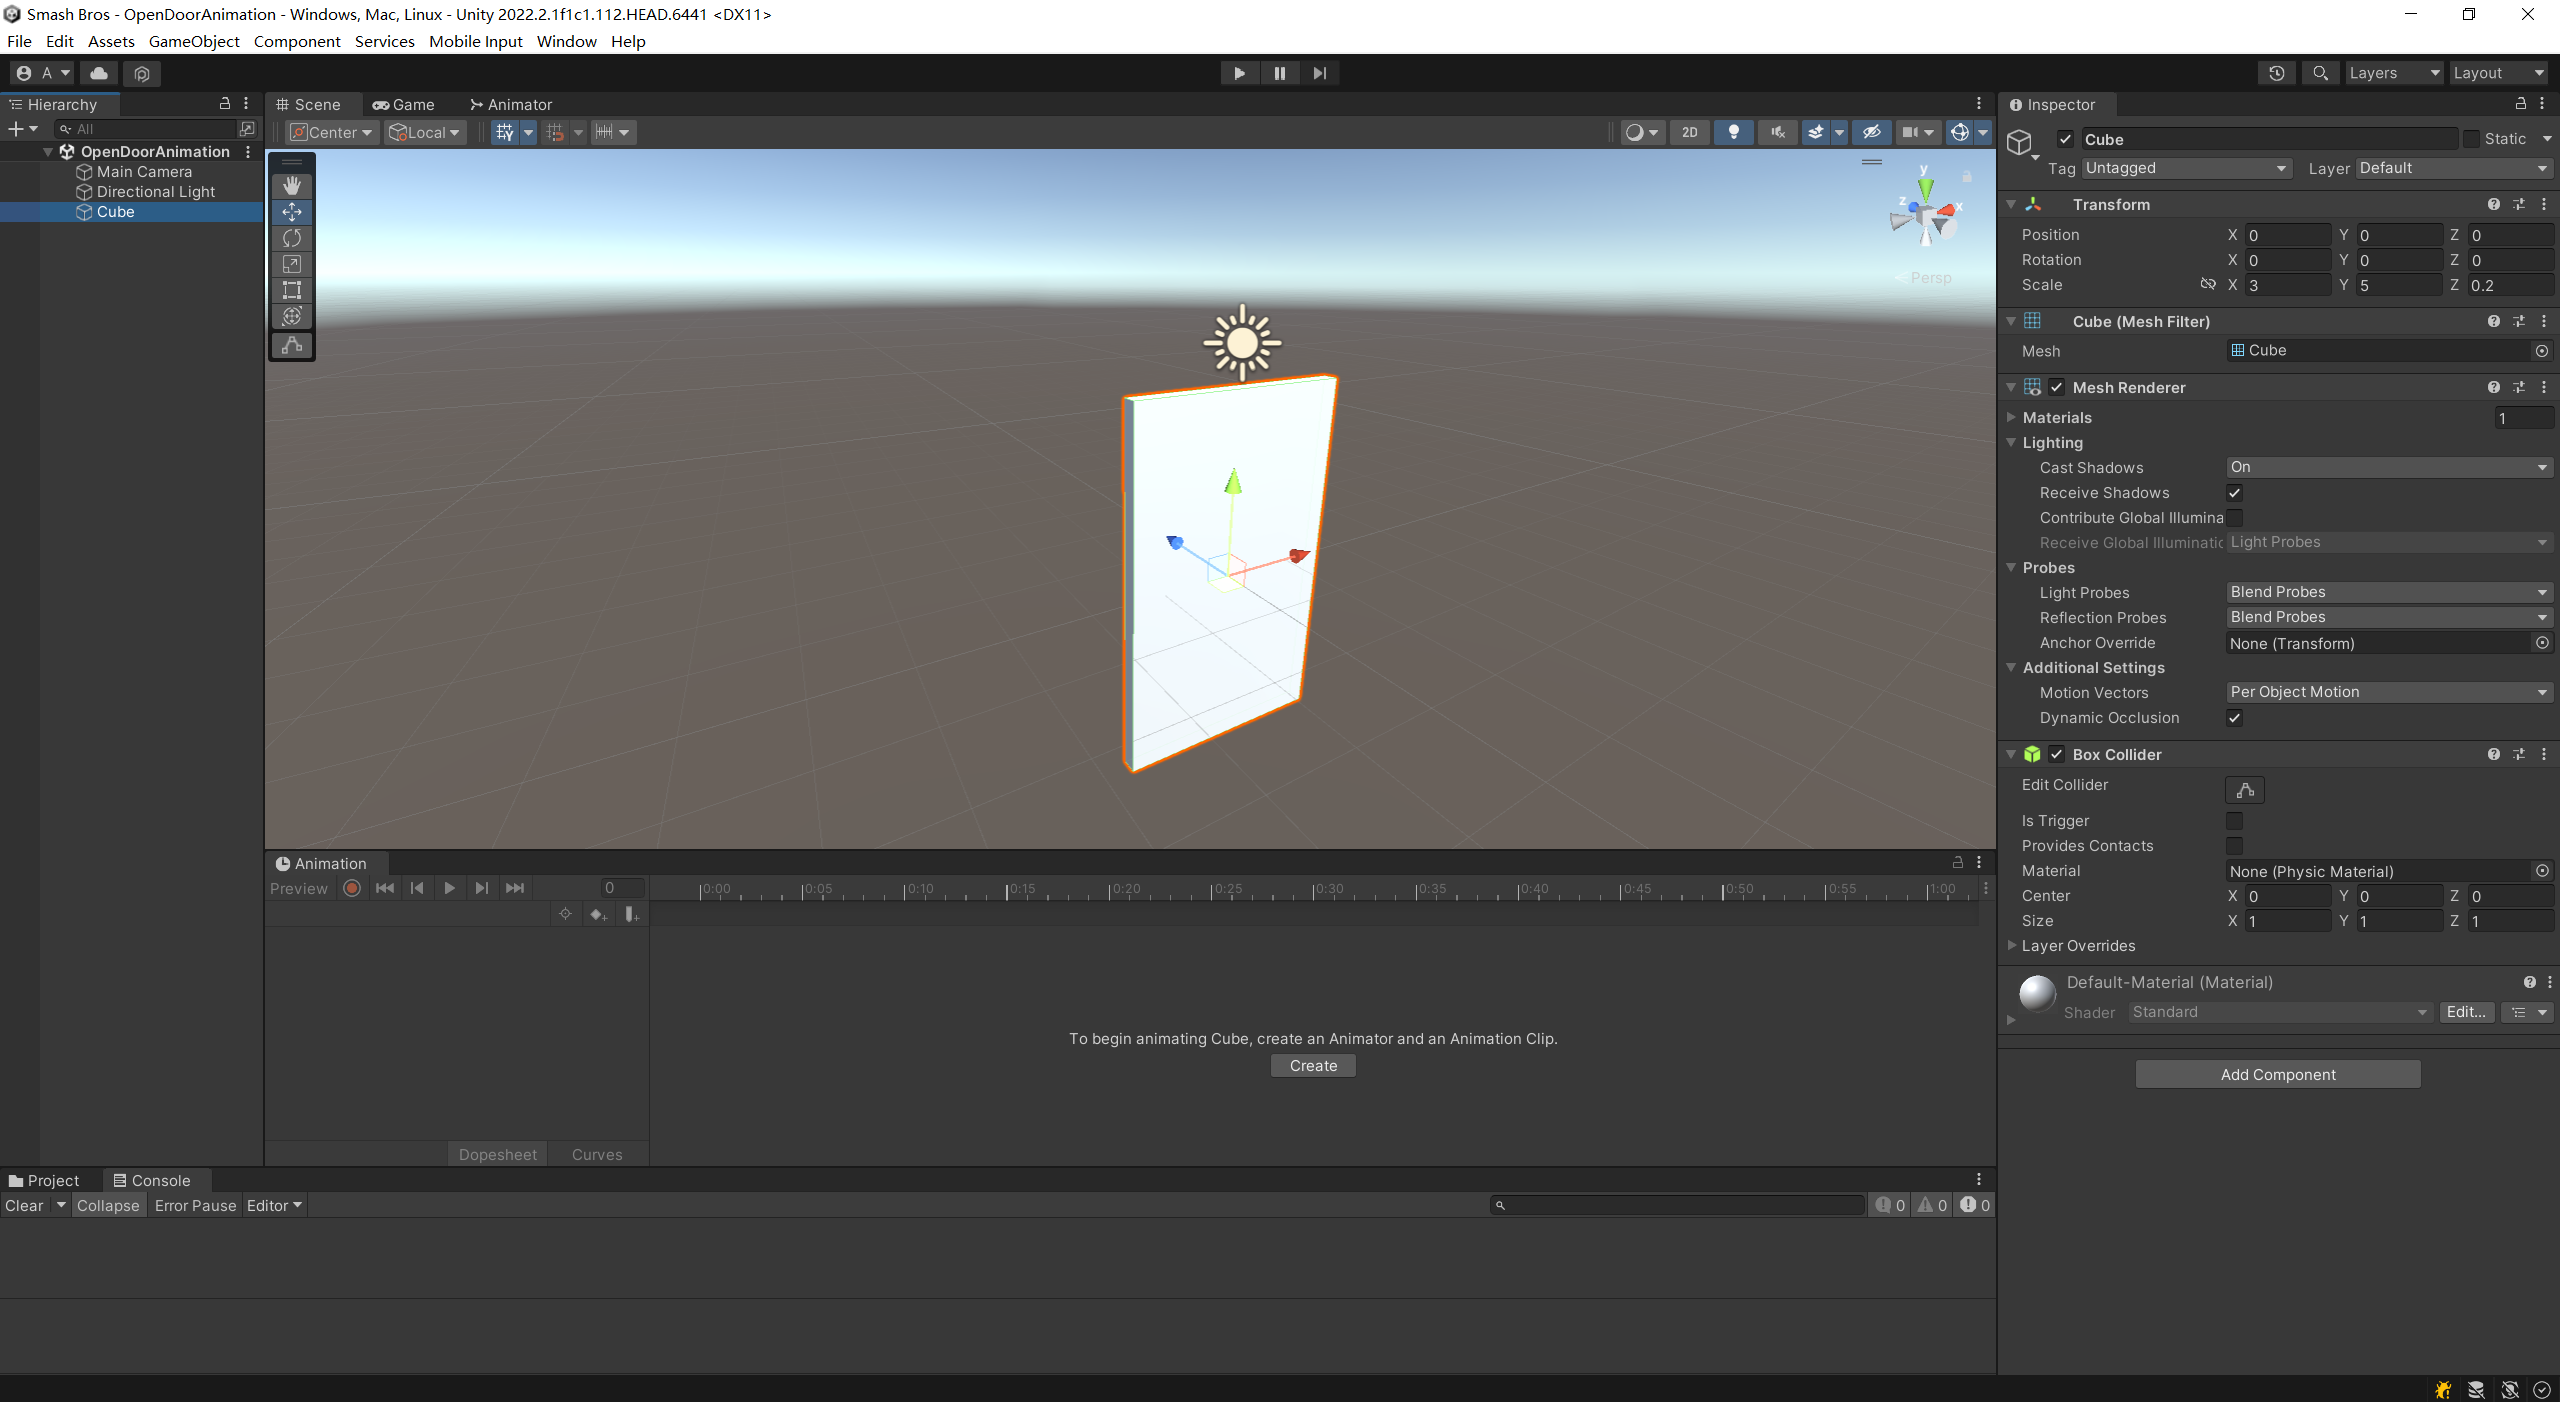 Smash Bros - OpenDoorAnimation - Windows, Mac, Linux - Unity 2022.2.1f1c1.112.HEAD.6441 <DX11>
File Edit Assets GameObject Component Services Mobile Input Window Help
A
Layers Layout
Hierarchy
All
OpenDoorAnimation
Main Camera
Directional Light
Cube
Scene Game Animator
Center Local 2D
y
z x
Persp
Animation
Preview 0
0:00 0:05 0:10 0:15 0:20 0:25 0:30 0:35 0:40 0:45 0:50 0:55 1:00
To begin animating Cube, create an Animator and an Animation Clip.
Create
Dopesheet Curves
Project Console
Clear Collapse Error Pause Editor 0 0 0
Inspector
Cube Static
Tag Untagged Layer Default
Transform
Position X 0 Y 0 Z 0
Rotation X 0 Y 0 Z 0
Scale X 3 Y 5 Z 0.2
Cube (Mesh Filter)
Mesh Cube
Mesh Renderer
Materials 1
Lighting
Cast Shadows On
Receive Shadows
Contribute Global Illumina
Receive Global Illuminatic Light Probes
Probes
Light Probes Blend Probes
Reflection Probes Blend Probes
Anchor Override None (Transform)
Additional Settings
Motion Vectors Per Object Motion
Dynamic Occlusion
Box Collider
Edit Collider
Is Trigger
Provides Contacts
Material None (Physic Material)
Center X 0 Y 0 Z 0
Size X 1 Y 1 Z 1
Layer Overrides
Default-Material (Material)
Shader Standard Edit...
Add Component